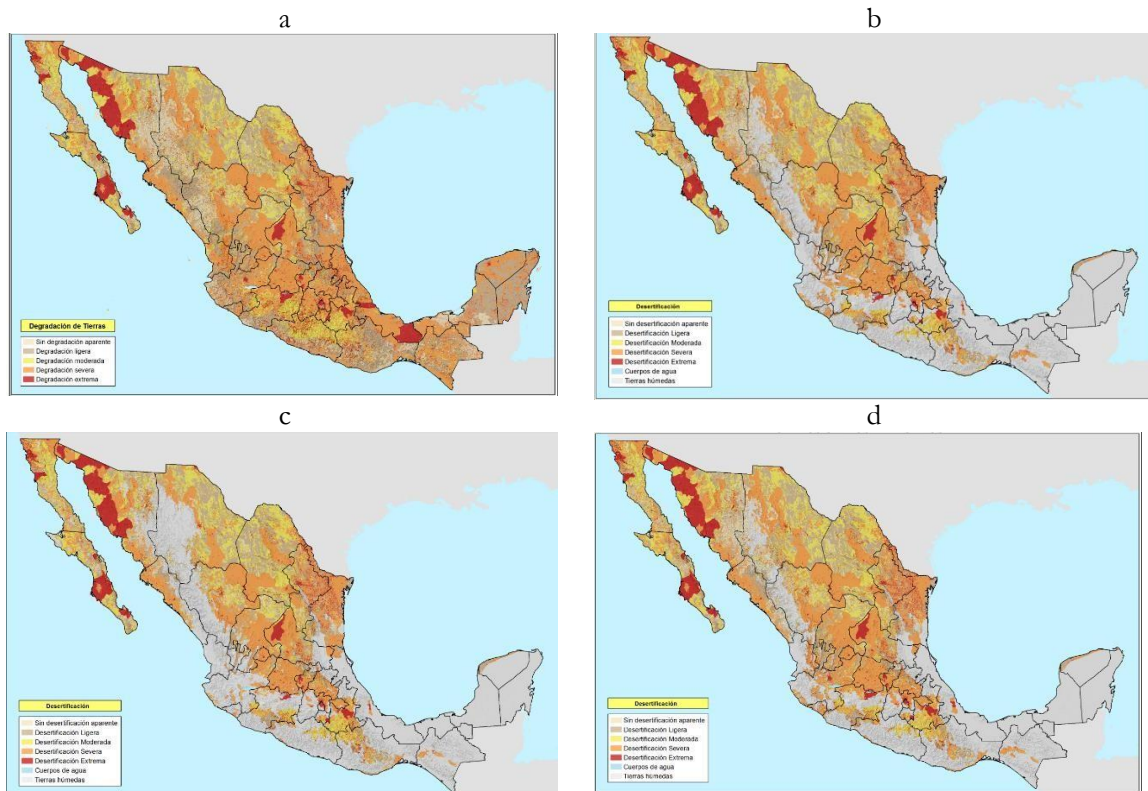 a
b
Degradación de Tierras
Sin degradación aparente
Degradación ligera
Degradación moderada
Degradación severa
Degradación extrema
Desertificación
Sin desertificación aparente
Desertificación Ligera
Desertificación Moderada
Desertificación Severa
Desertificación Extrema
Cuerpos de agua
Tierras húmedas
c
d
Desertificación
Sin desertificación aparente
Desertificación Ligera
Desertificación Moderada
Desertificación Severa
Desertificación Extrema
Cuerpos de agua
Tierras húmedas
Desertificación
Sin desertificación aparente
Desertificación Ligera
Desertificación Moderada
Desertificación Severa
Desertificación Extrema
Cuerpos de agua
Tierras húmedas